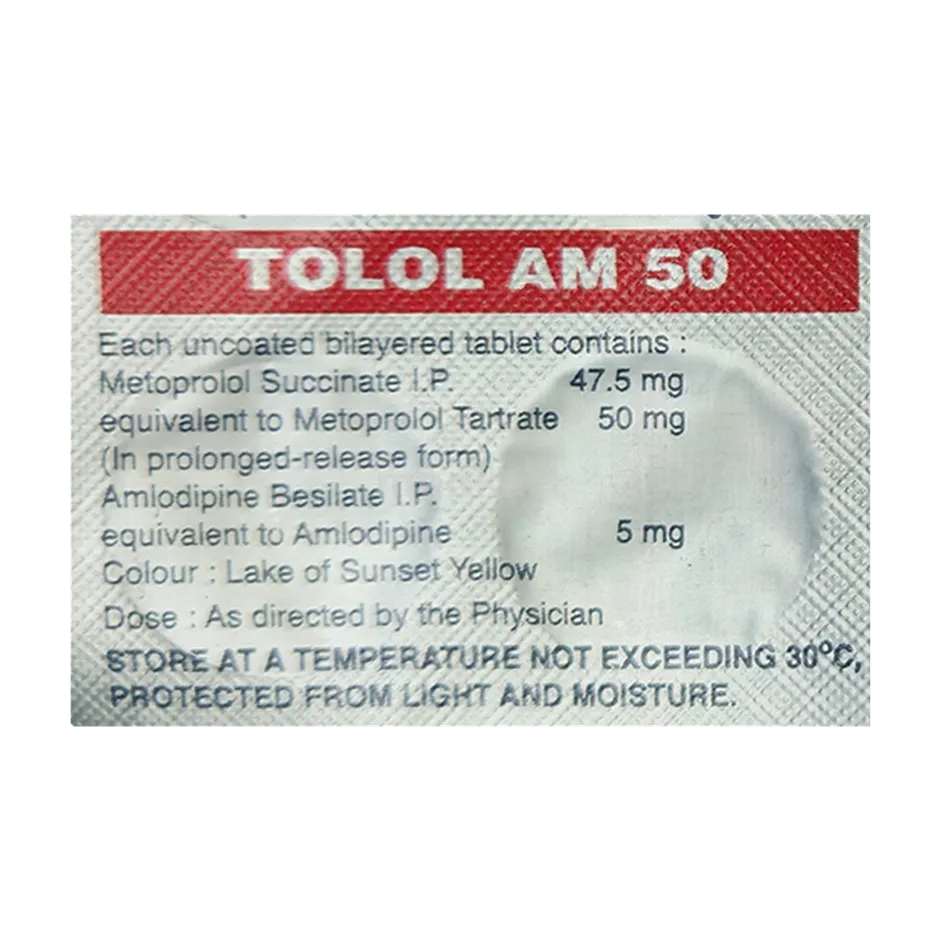 TOLOL AM 50
Each uncoated bilayered tablet contains :
Metoprolol Succinate I.P. 47.5 mg
equivalent to Metoprolol Tartrate 50 mg
(In prolonged-release form)
Amlodipine Besilate I.P.
equivalent to Amlodipine 5 mg
Colour : Lake of Sunset Yellow
Dose : As directed by the Physician
STORE AT A TEMPERATURE NOT EXCEEDING 30°C,
PROTECTED FROM LIGHT AND MOISTURE.